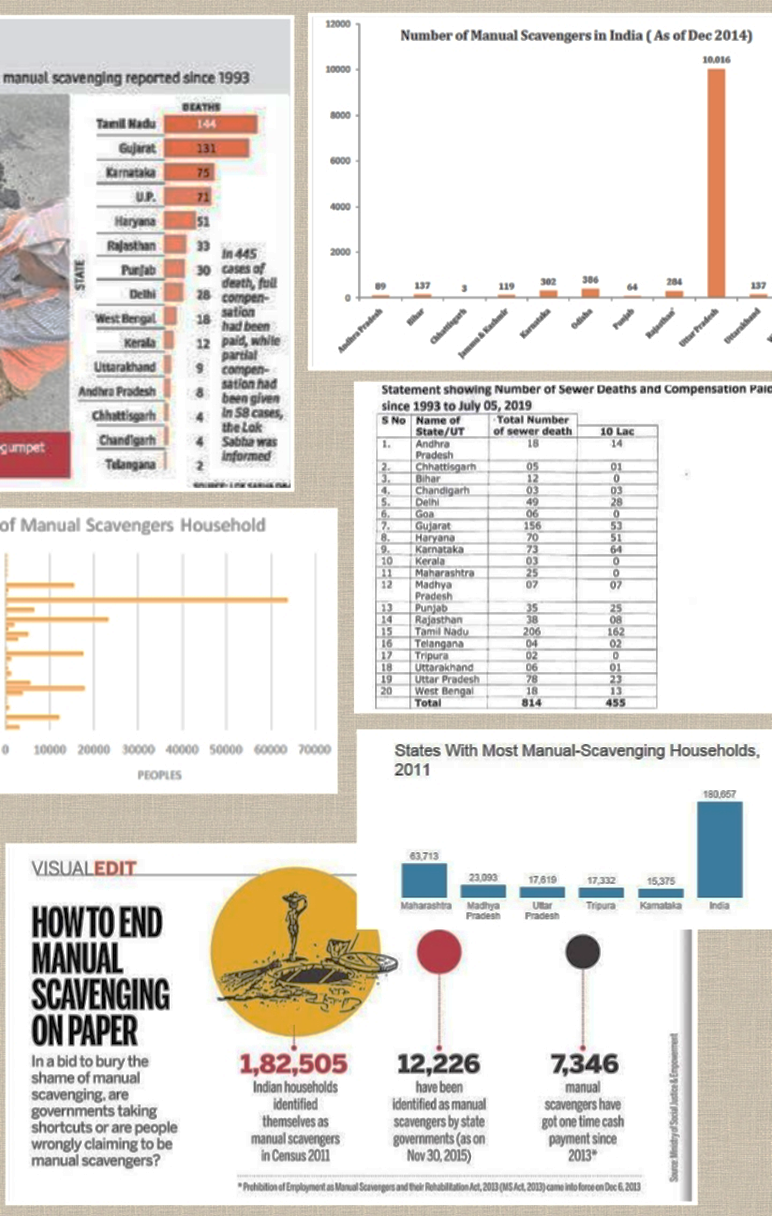 manual scavenging reported since 1993
DEATHS
STATE
Tamil Nadu 144
Gujarat 131
Karnataka 75
U.P. 71
Haryana 51
Rajasthan 33
Punjab 30
Delhi 28
West Bengal 18
Kerala 12
Uttarakhand 9
Andhra Pradesh 8
Chhattisgarh 4
Chandigarh 4
Telangana 2
In 445
cases of
death, full
compen-
sation
had been
paid, while
partial
compen-
sation had
been given
in 58 cases,
the Lok
Sabha was
informed
gumpet
Number of Manual Scavengers in India ( As of Dec 2014)
12000
10000
8000
6000
4000
2000
0
89 137 3 119 302 386 64 284 10,016 137
Andhra Pradesh Bihar Chhattisgarh Jammu & Kashmir Karnataka Odisha Punjab Rajasthan Uttar Pradesh Uttarakhand
Statement showing Number of Sewer Deaths and Compensation Paid
since 1993 to July 05, 2019
S No Name of Total Number 10 Lac
State/UT of sewer death
1. Andhra 18 14
Pradesh
2. Chhattisgarh 05 01
3. Bihar 12 0
4. Chandigarh 03 03
5. Delhi 49 28
6. Goa 06 0
7. Gujarat 156 53
8. Haryana 70 51
9. Karnataka 73 64
10 Kerala 03 0
11 Maharashtra 25 0
12 Madhya 07 07
Pradesh
13 Punjab 35 25
14 Rajasthan 38 08
15 Tamil Nadu 206 162
16 Telangana 04 02
17 Tripura 02 0
18 Uttarakhand 06 01
19 Uttar Pradesh 78 23
20 West Bengal 18 13
Total 814 455
of Manual Scavengers Household
0 10000 20000 30000 40000 50000 60000 70000
PEOPLES
States With Most Manual-Scavenging Households,
2011
63,713 23,093 17,619 17,332 15,375 180,657
Maharashtra Madhya Pradesh Uttar Pradesh Tripura Karnataka India
VISUALEDIT
HOW TO END
MANUAL
SCAVENGING
ON PAPER
In a bid to bury the
shame of manual
scavenging, are
governments taking
shortcuts or are people
wrongly claiming to be
manual scavengers?
1,82,505
Indian households
identified
themselves as
manual scavengers
in Census 2011
12,226
have been
identified as manual
scavengers by state
governments (as on
Nov 30, 2015)
7,346
manual
scavengers have
got one time cash
payment since
2013*
* Prohibition of Employment as Manual Scavengers and their Rehabilitation Act, 2013 (MS Act, 2013) came into force on Dec 6, 2013
Source: Ministry of Social Justice & Empowerment